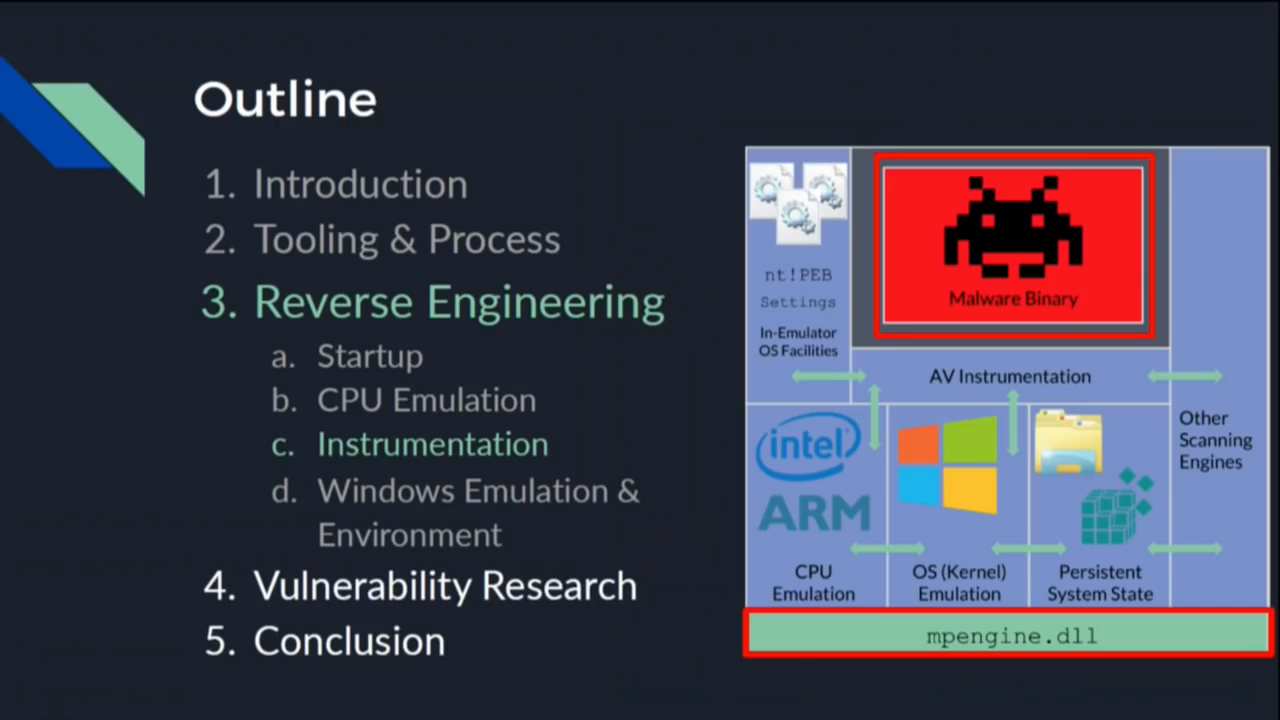 Outline
1. Introduction
2. Tooling & Process
3. Reverse Engineering
a. Startup
b. CPU Emulation
c. Instrumentation
d. Windows Emulation &
Environment
4. Vulnerability Research
5. Conclusion
nt!PEB
Settings
In-Emulator
OS Facilities
Malware Binary
AV Instrumentation
Other
Scanning
Engines
intel
ARM
CPU
Emulation
OS (Kernel)
Emulation
Persistent
System State
mpengine.dll